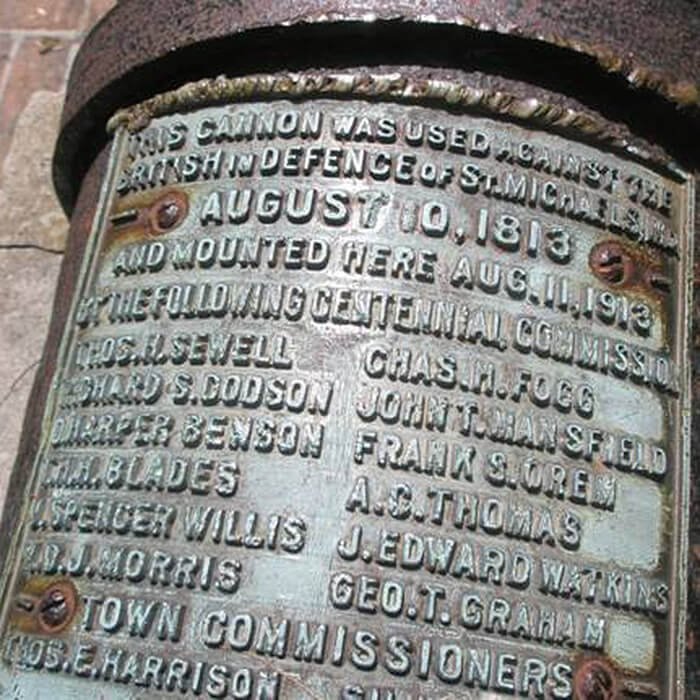 THIS CANNON WAS USED AGAINST THE
BRITISH IN DEFENCE OF ST. MICHAELS, MD.
AUGUST 10, 1813
AND MOUNTED HERE AUG. 11, 1913
BY THE FOLLOWING CENTENNIAL COMMISSION
THOS. H. SEWELL CHAS. H. FOGG
RICHARD S. DODSON JOHN T. MANSFIELD
HARPER BENSON FRANK S. OREM
BLADES A. C. THOMAS
SPENCER WILLIS J. EDWARD WATKINS
J. MORRIS GEO. T. GRAHAM
TOWN COMMISSIONERS
THOS. E. HARRISON